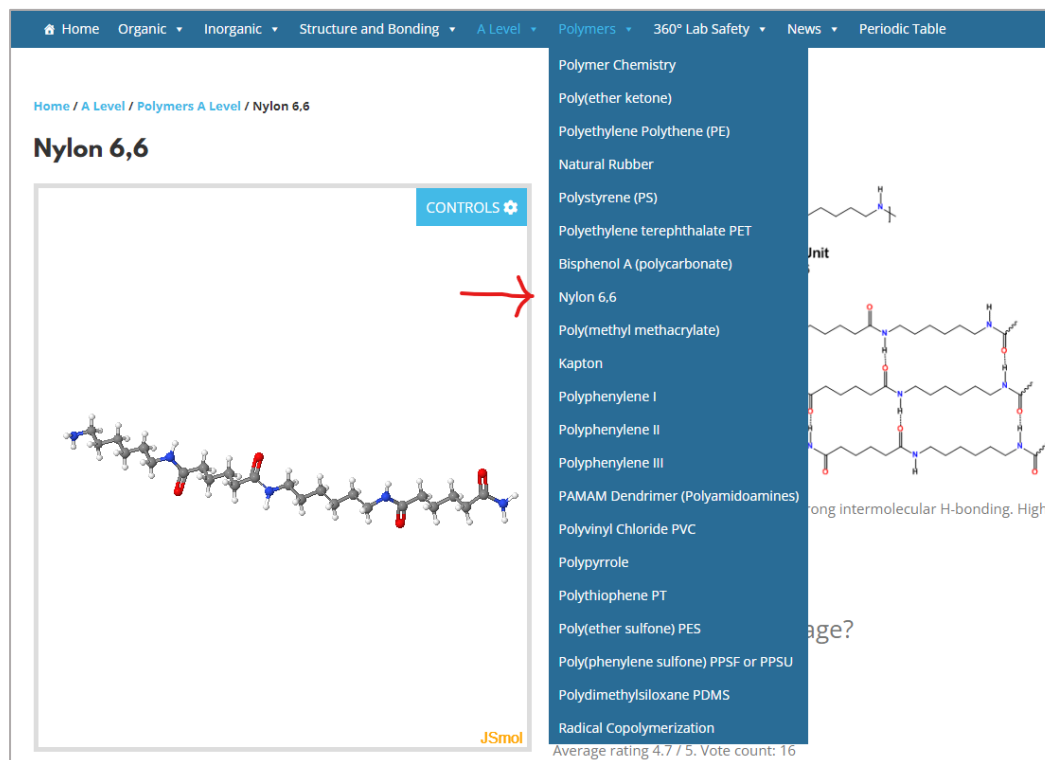 Home Organic Inorganic Structure and Bonding A Level Polymers 360° Lab Safety News Periodic Table
Home / A Level / Polymers A Level / Nylon 6,6
Nylon 6,6
CONTROLS
JSmol
Polymer Chemistry
Poly(ether ketone)
Polyethylene Polythene (PE)
Natural Rubber
Polystyrene (PS)
Polyethylene terephthalate PET
Bisphenol A (polycarbonate)
Nylon 6,6
Poly(methyl methacrylate)
Kapton
Polyphenylene I
Polyphenylene II
Polyphenylene III
PAMAM Dendrimer (Polyamidoamines)
Polyvinyl Chloride PVC
Polypyrrole
Polythiophene PT
Poly(ether sulfone) PES
Poly(phenylene sulfone) PPSF or PPSU
Polydimethylsiloxane PDMS
Radical Copolymerization
H
N
Unit
O H
N
N O
H
O H
N
N O
O H
H O
N
N O
O H
rong intermolecular H-bonding. High
age?
Average rating 4.7 / 5. Vote count: 16